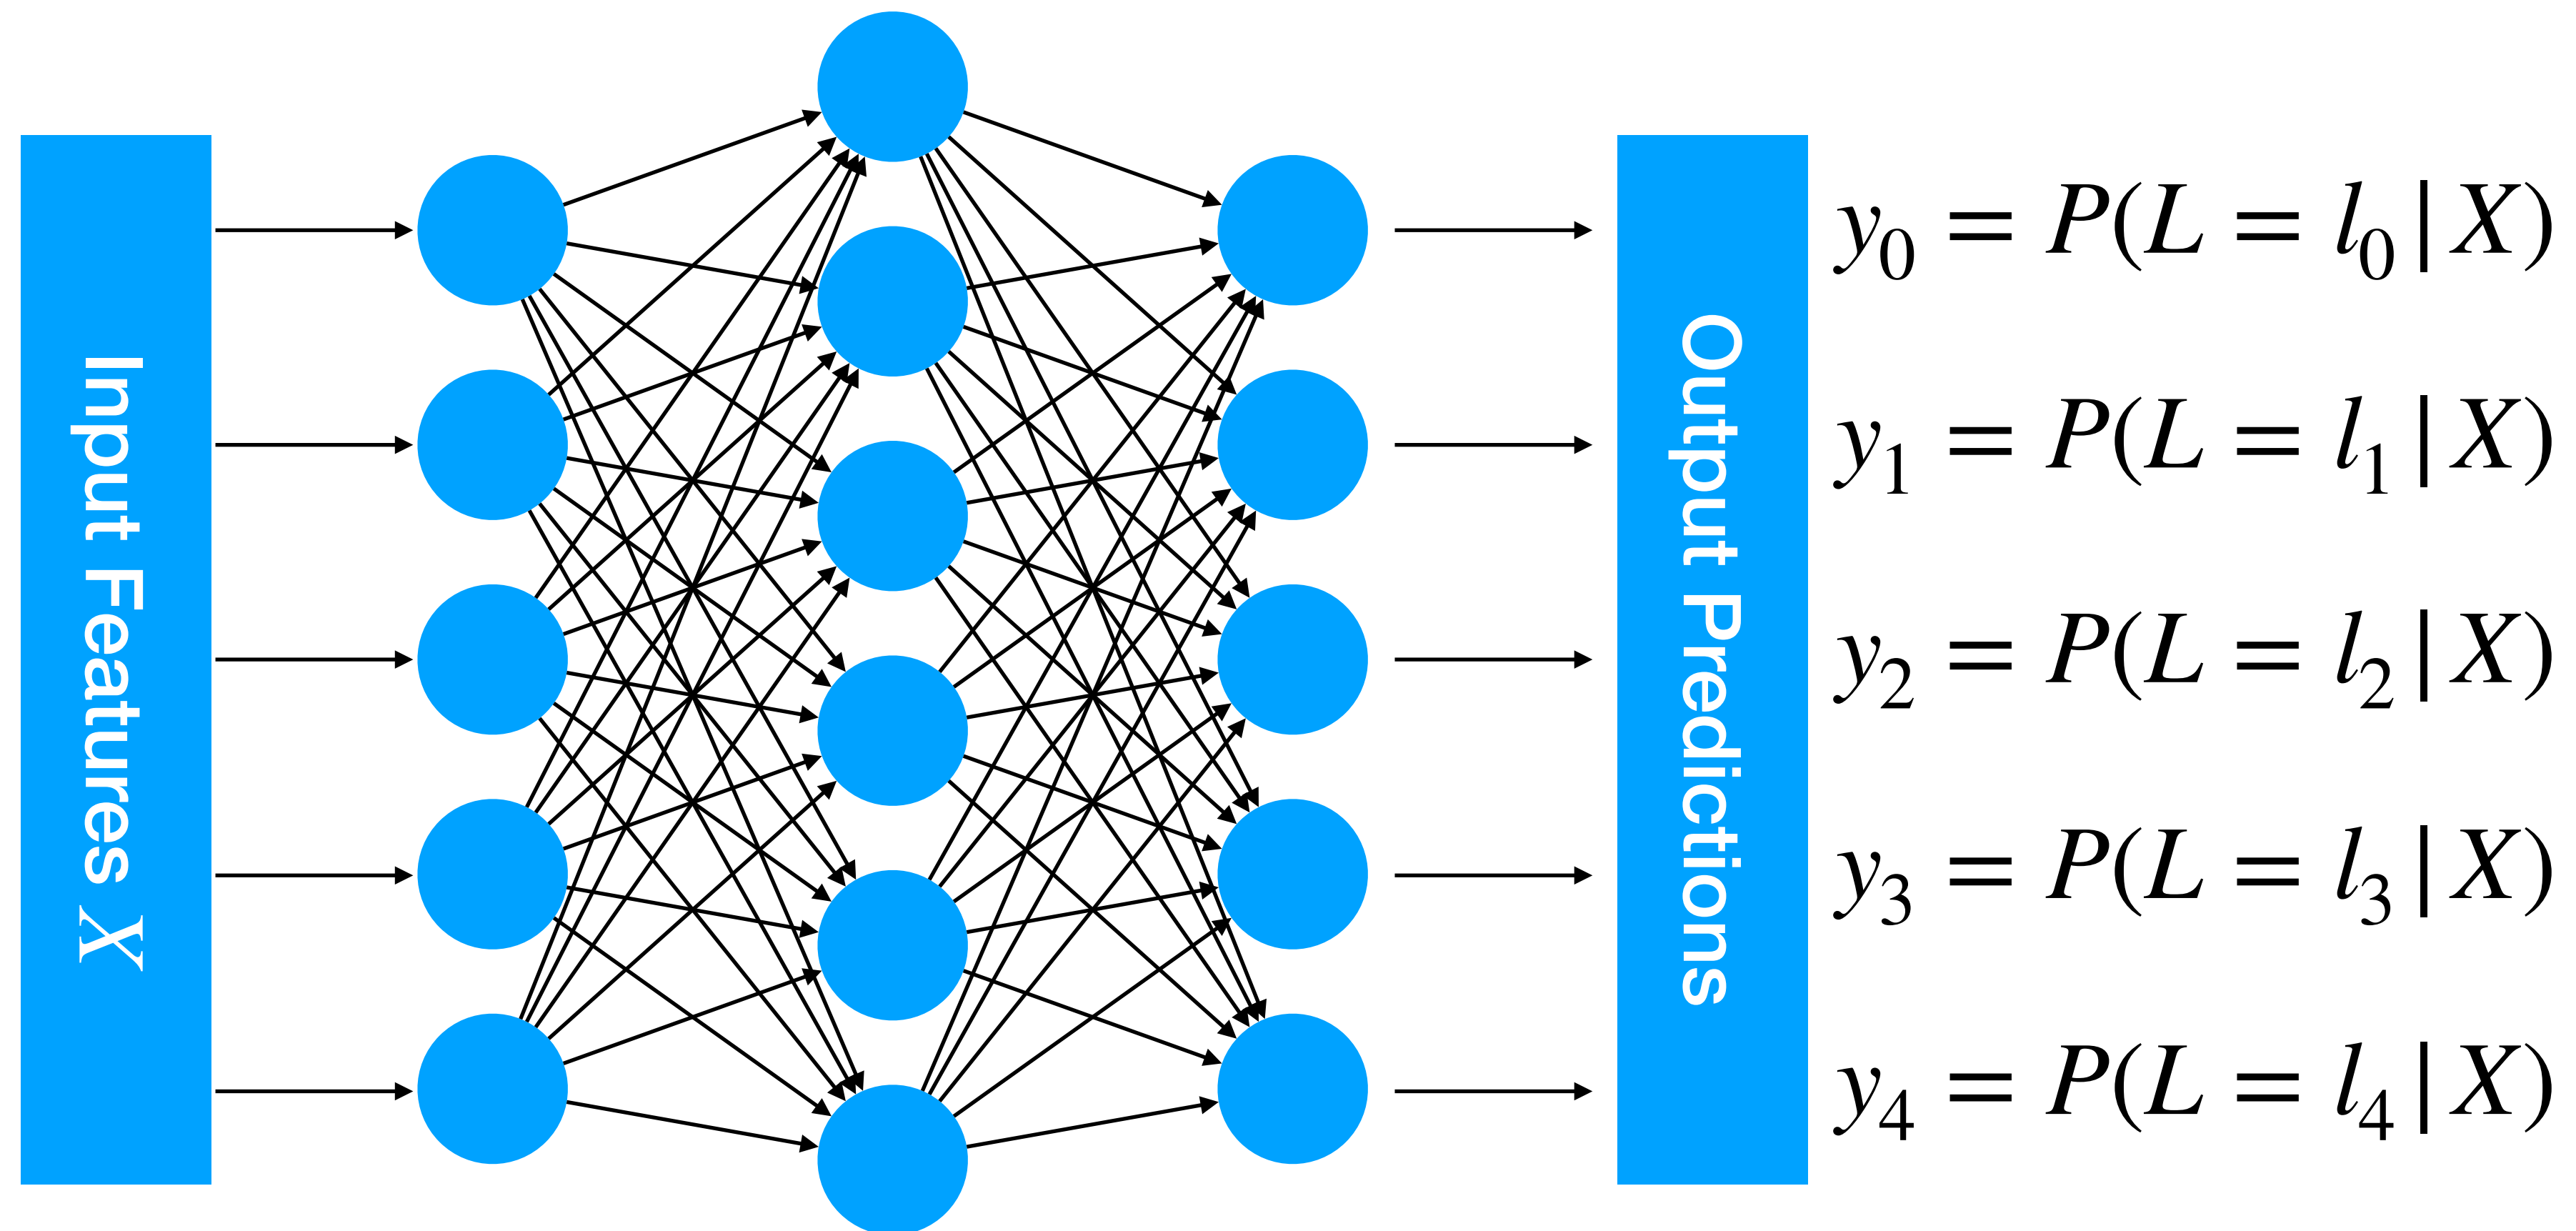 Input Features X
Output Predictions
y₀ = P(L = l₀ | X)
y₁ = P(L = l₁ | X)
y₂ = P(L = l₂ | X)
y₃ = P(L = l₃ | X)
y₄ = P(L = l₄ | X)